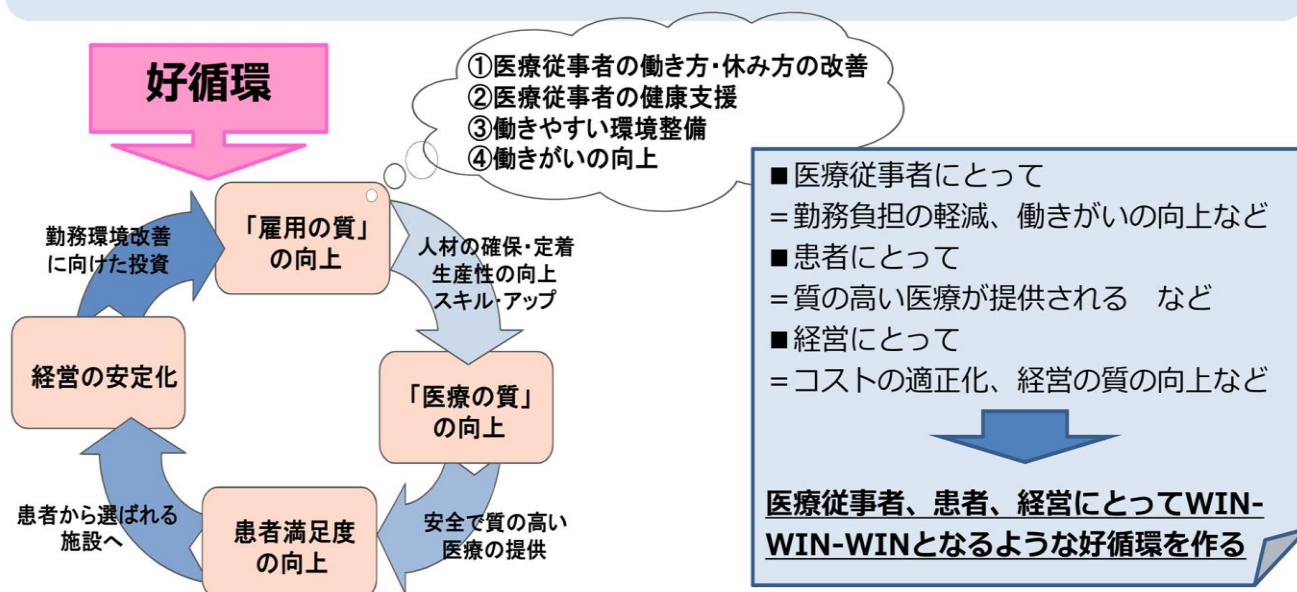 好循環
①医療従事者の働き方・休み方の改善
②医療従事者の健康支援
③働きやすい環境整備
④働きがいの向上
「雇用の質」
の向上
人材の確保・定着
生産性の向上
スキル・アップ
「医療の質」
の向上
安全で質の高い
医療の提供
患者満足度
の向上
患者から選ばれる
施設へ
経営の安定化
勤務環境改善
に向けた投資
■医療従事者にとって
＝勤務負担の軽減、働きがいの向上など
■患者にとって
＝質の高い医療が提供される　など
■経営にとって
＝コストの適正化、経営の質の向上など
医療従事者、患者、経営にとってWIN-
WIN-WINとなるような好循環を作る